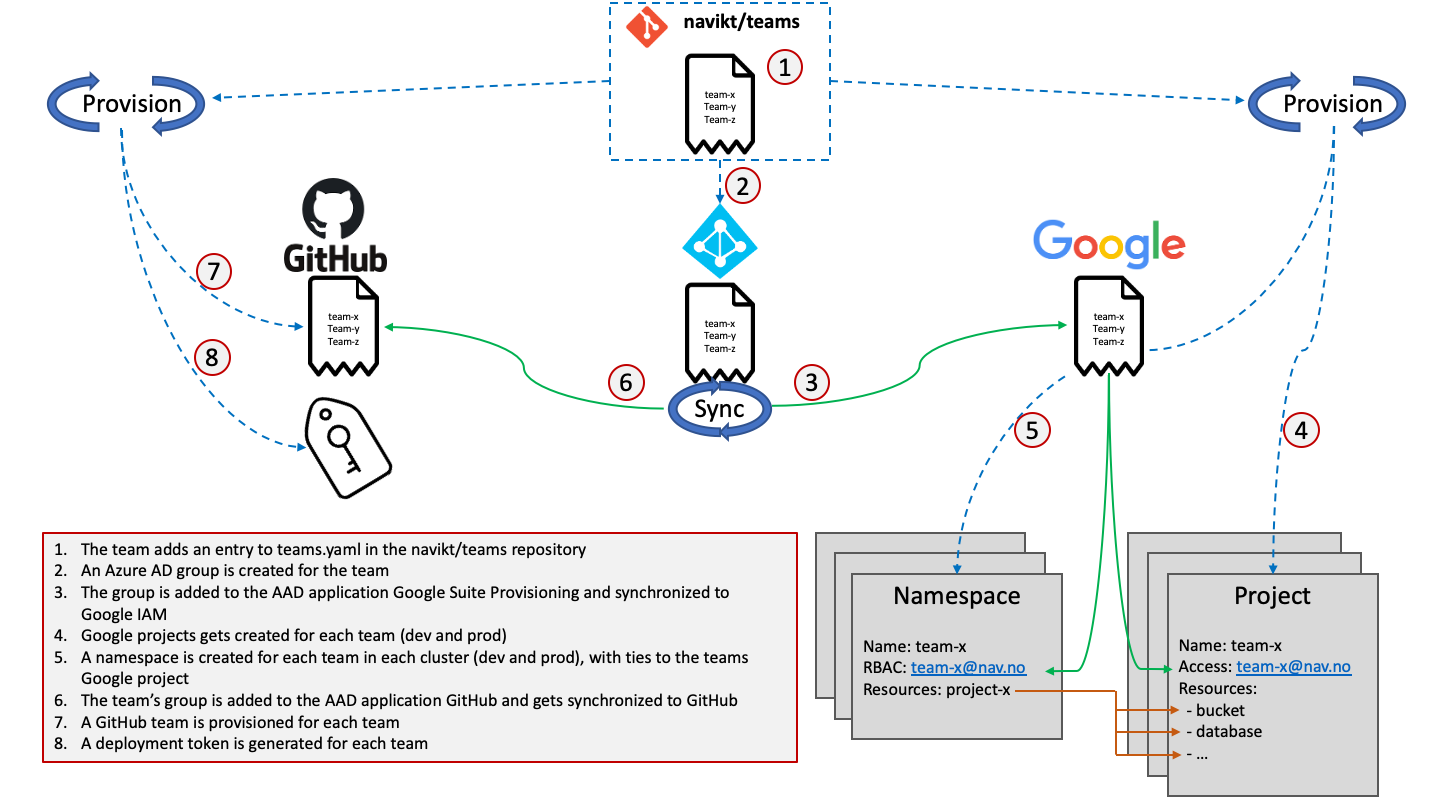 navikt/teams
1
team-x
Team-y
Team-z
Provision
Provision
2
GitHub
Google
7
team-x
Team-y
Team-z
team-x
Team-y
Team-z
team-x
Team-y
Team-z
8
6
Sync
3
5
4
1. The team adds an entry to teams.yaml in the navikt/teams repository
2. An Azure AD group is created for the team
3. The group is added to the AAD application Google Suite Provisioning and synchronized to
Google IAM
4. Google projects gets created for each team (dev and prod)
5. A namespace is created for each team in each cluster (dev and prod), with ties to the teams
Google project
6. The team’s group is added to the AAD application GitHub and gets synchronized to GitHub
7. A GitHub team is provisioned for each team
8. A deployment token is generated for each team
Namespace
Name: team-x
RBAC: team-x@nav.no
Resources: project-x
Project
Name: team-x
Access: team-x@nav.no
Resources:
- bucket
- database
- ...